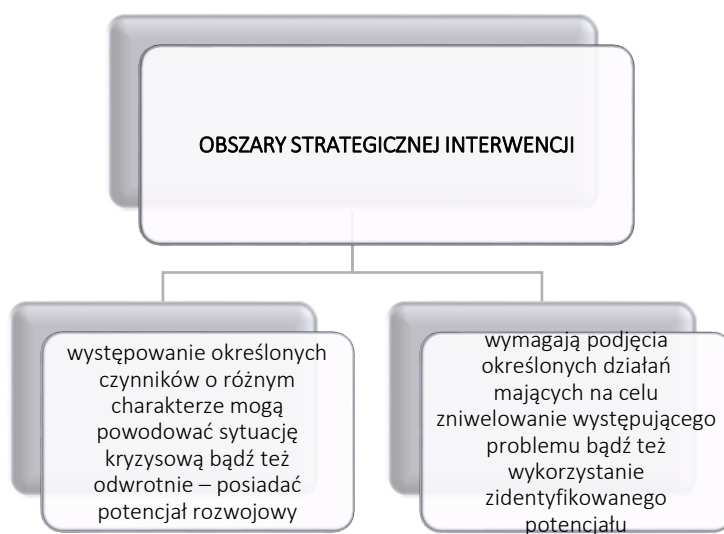 OBSZARY STRATEGICZNEJ INTERWENCJI
występowanie określonych
czynników o różnym
charakterze mogą
powodować sytuację
kryzysową bądź też
odwrotnie – posiadać
potencjał rozwojowy
wymagają podjęcia
określonych działań
mających na celu
zniwelowanie występującego
problemu bądź też
wykorzystanie
zidentyfikowanego
potencjału